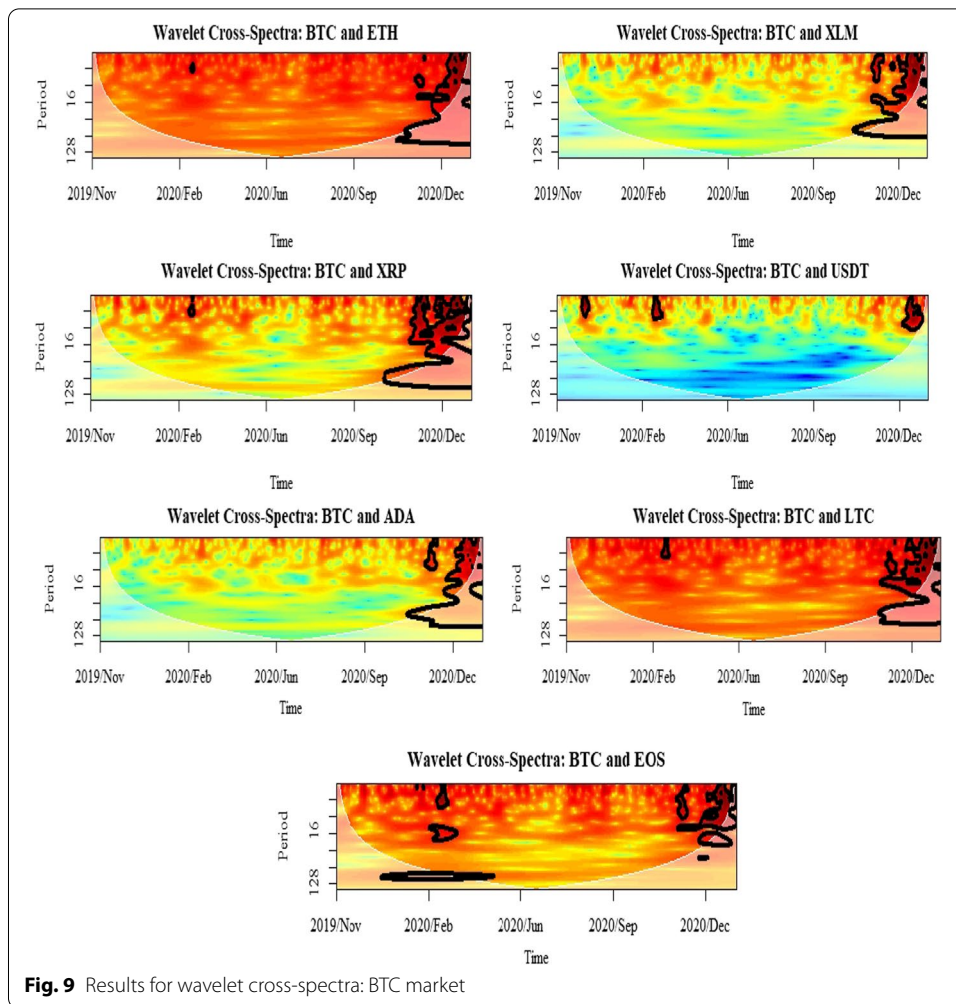 Wavelet Cross-Spectra: BTC and ETH
Period
16
128
2019/Nov 2020/Feb 2020/Jun 2020/Sep 2020/Dec
Time
Wavelet Cross-Spectra: BTC and XLM
Period
16
128
2019/Nov 2020/Feb 2020/Jun 2020/Sep 2020/Dec
Time
Wavelet Cross-Spectra: BTC and XRP
Period
16
128
2019/Nov 2020/Feb 2020/Jun 2020/Sep 2020/Dec
Time
Wavelet Cross-Spectra: BTC and USDT
Period
16
128
2019/Nov 2020/Feb 2020/Jun 2020/Sep 2020/Dec
Time
Wavelet Cross-Spectra: BTC and ADA
Period
16
128
2019/Nov 2020/Feb 2020/Jun 2020/Sep 2020/Dec
Time
Wavelet Cross-Spectra: BTC and LTC
Period
16
128
2019/Nov 2020/Feb 2020/Jun 2020/Sep 2020/Dec
Time
Wavelet Cross-Spectra: BTC and EOS
Period
16
128
2019/Nov 2020/Feb 2020/Jun 2020/Sep 2020/Dec
Time
Fig. 9 Results for wavelet cross-spectra: BTC market